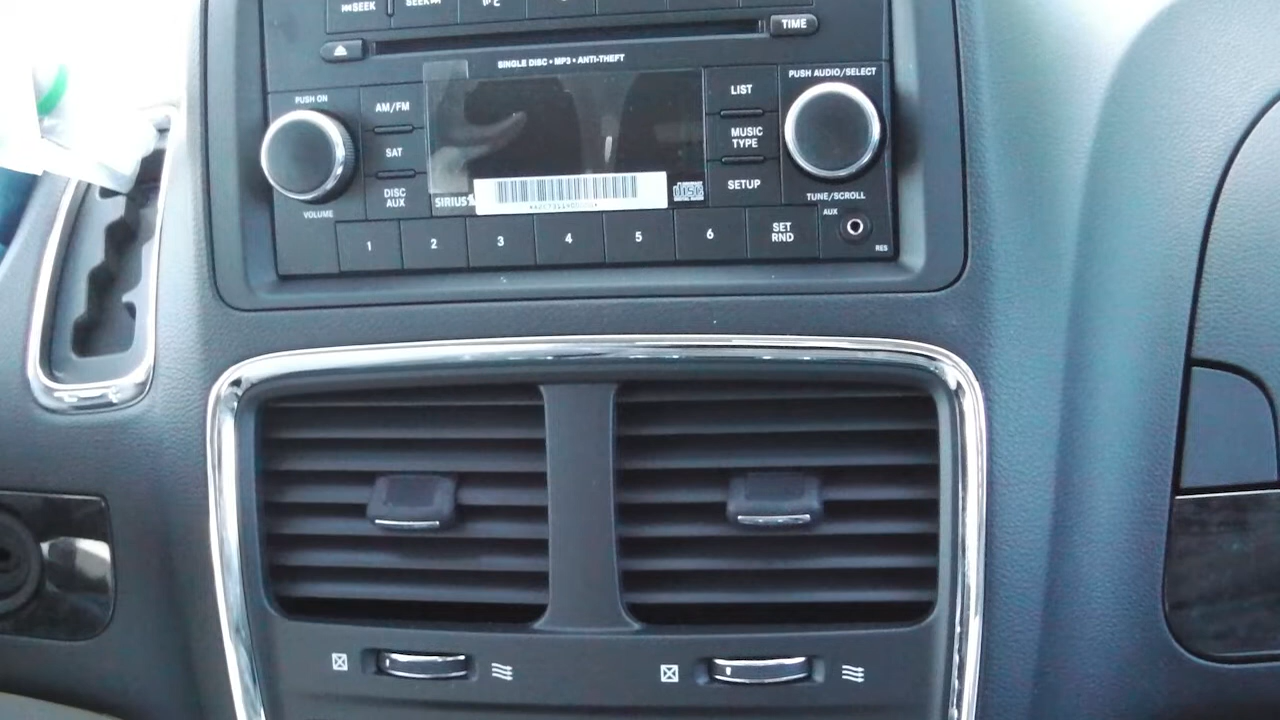 SEEK
SEEK
TIME
SINGLE DISC • MP3 • ANTI-THEFT
PUSH ON
PUSH AUDIO/SELECT
AM/FM
LIST
SAT
MUSIC
TYPE
DISC
AUX
SETUP
SIRIUS
disc
VOLUME
TUNE/SCROLL
AUX
1
2
3
4
5
6
SET
RND
RES